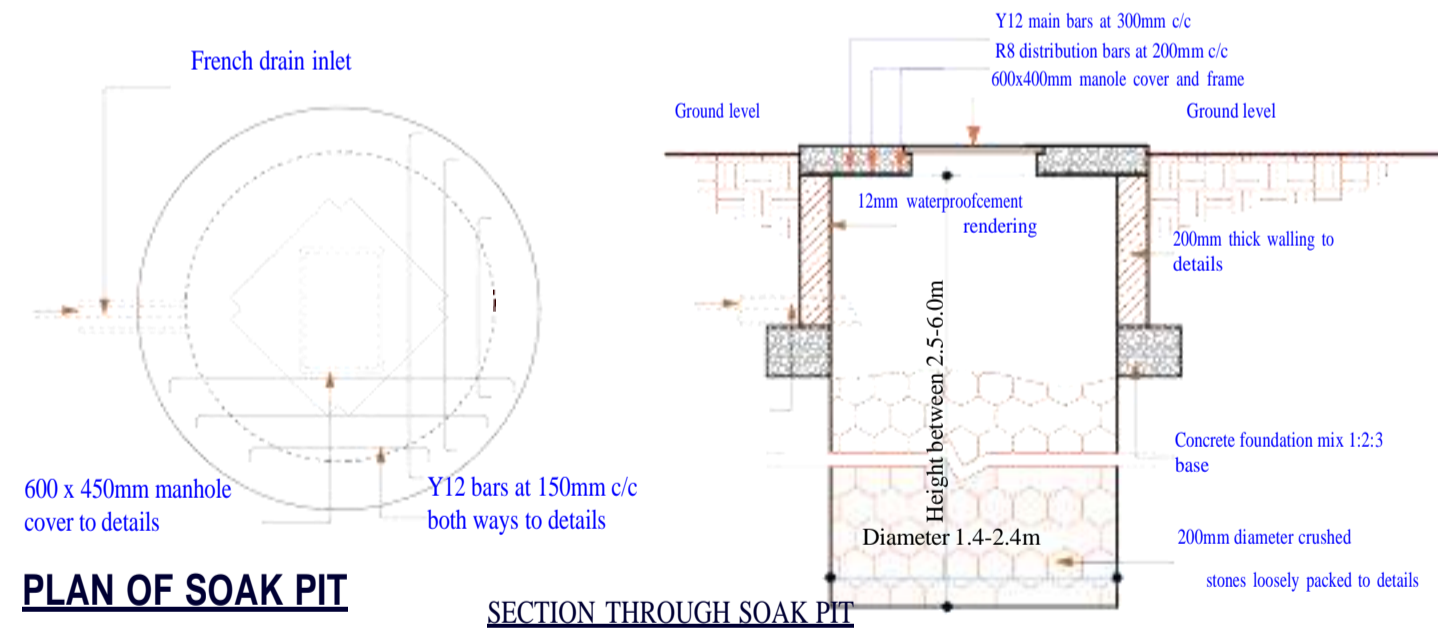 French drain inlet
600 x 450mm manhole
cover to details
Y12 bars at 150mm c/c
both ways to details
PLAN OF SOAK PIT
Y12 main bars at 300mm c/c
R8 distribution bars at 200mm c/c
600x400mm manole cover and frame
Ground level
Ground level
12mm waterproofcement
rendering
200mm thick walling to
details
Height between 2.5-6.0m
Concrete foundation mix 1:2:3
base
Diameter 1.4-2.4m
200mm diameter crushed
stones loosely packed to details
SECTION THROUGH SOAK PIT